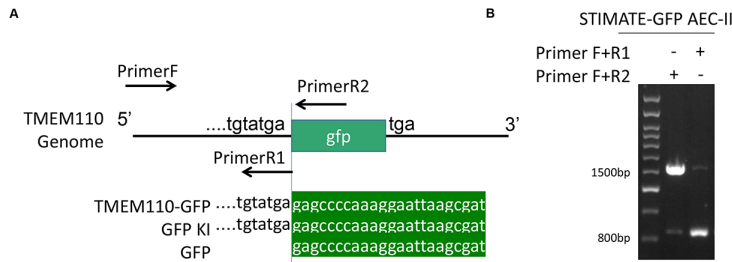 A
B
STIMATE-GFP AEC-II
Primer F+R1 - +
Primer F+R2 + -
PrimerF
PrimerR2
TMEM110 Genome
5’ ....tgtatga gfp tga 3’
PrimerR1
TMEM110-GFP ....tgtatga gagccccaaaggaattaagcgat
GFP KI ....tgtatga gagccccaaaggaattaagcgat
GFP gagccccaaaggaattaagcgat
1500bp
800bp